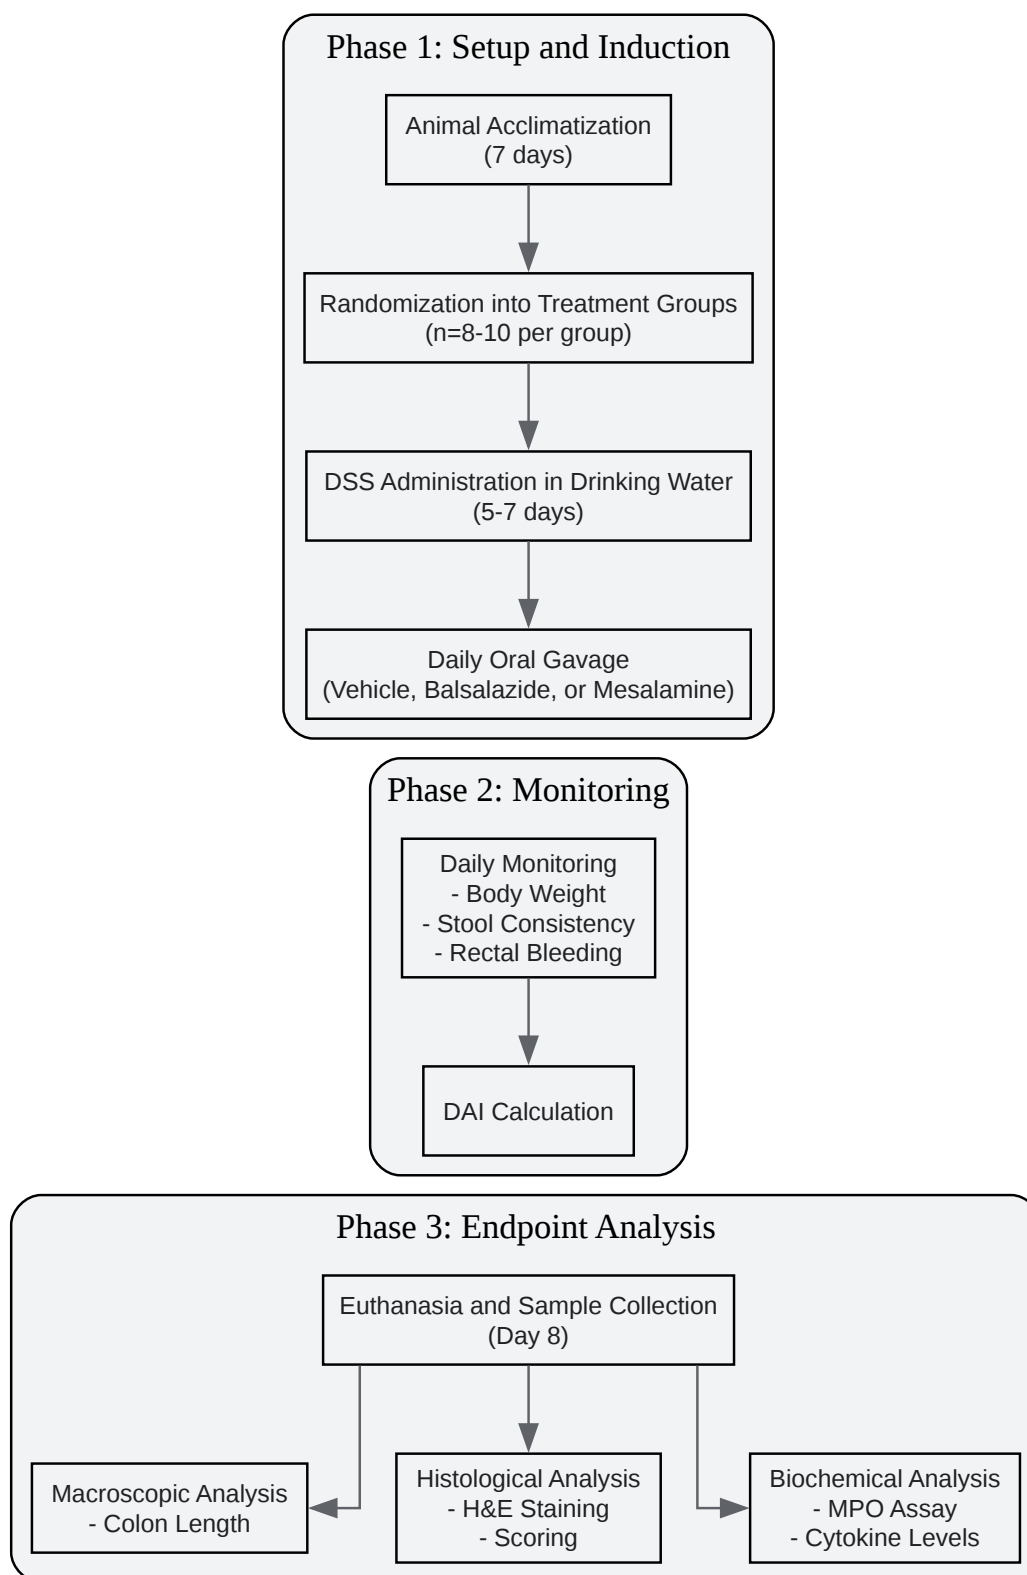 Phase 1: Setup and Induction
Animal Acclimatization
(7 days)
Randomization into Treatment Groups
(n=8-10 per group)
DSS Administration in Drinking Water
(5-7 days)
Daily Oral Gavage
(Vehicle, Balsalazide, or Mesalamine)
Phase 2: Monitoring
Daily Monitoring
- Body Weight
- Stool Consistency
- Rectal Bleeding
DAI Calculation
Phase 3: Endpoint Analysis
Euthanasia and Sample Collection
(Day 8)
Macroscopic Analysis
- Colon Length
Histological Analysis
- H&E Staining
- Scoring
Biochemical Analysis
- MPO Assay
- Cytokine Levels